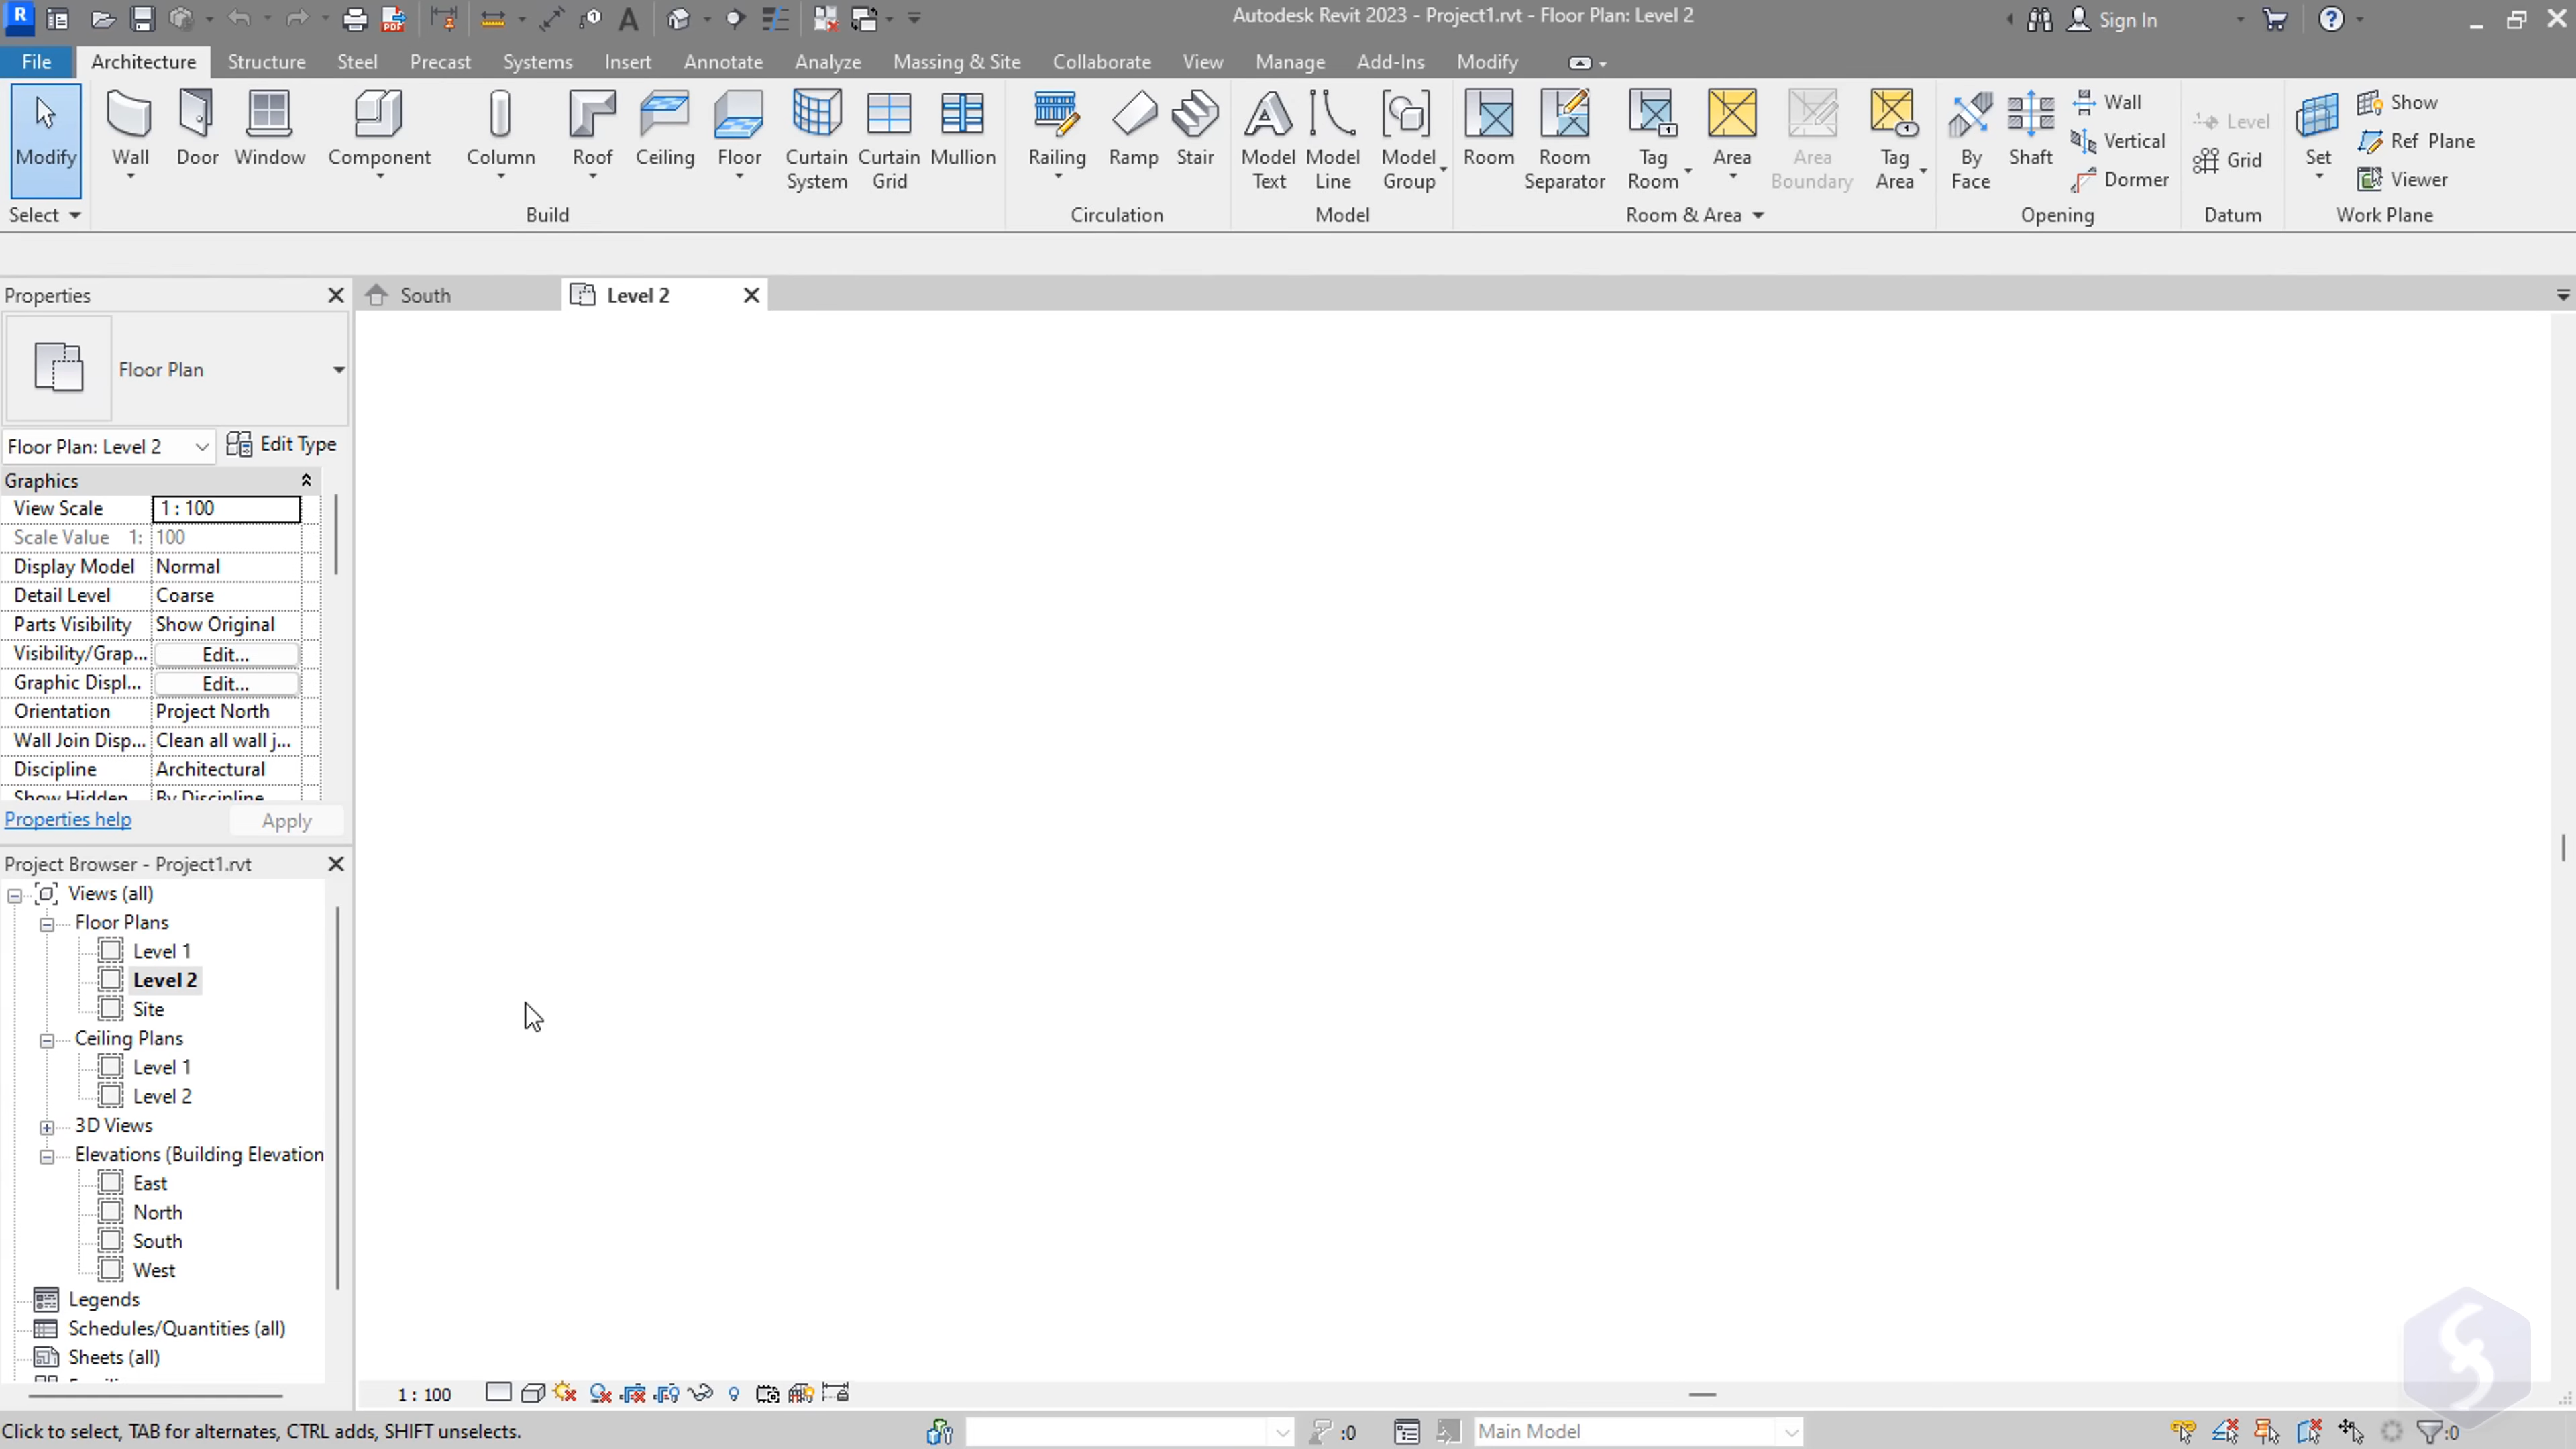 Autodesk Revit 2023 - Project1.rvt - Floor Plan: Level 2
Sign In
File Architecture Structure Steel Precast Systems Insert Annotate Analyze Massing & Site Collaborate View Manage Add-Ins Modify
Modify
Wall
Door
Window
Component
Column
Roof
Ceiling
Floor
Curtain System
Curtain Grid
Mullion
Railing
Ramp
Stair
Model Text
Model Line
Model Group
Room
Room Separator
Tag Room
Area
Area Boundary
Tag Area
By Face
Shaft
Wall
Vertical
Dormer
Level
Grid
Set
Show
Ref Plane
Viewer
Select Build Circulation Model Room & Area Opening Datum Work Plane
Properties
South
Level 2
Floor Plan
Floor Plan: Level 2
Edit Type
Graphics
View Scale 1 : 100
Scale Value 1: 100
Display Model Normal
Detail Level Coarse
Parts Visibility Show Original
Visibility/Grap... Edit...
Graphic Displ... Edit...
Orientation Project North
Wall Join Disp... Clean all wall j...
Discipline Architectural
Show Hidden By Discipline
Properties help
Apply
Project Browser - Project1.rvt
Views (all)
Floor Plans
Level 1
Level 2
Site
Ceiling Plans
Level 1
Level 2
3D Views
Elevations (Building Elevation
East
North
South
West
Legends
Schedules/Quantities (all)
Sheets (all)
1 : 100
Click to select, TAB for alternates, CTRL adds, SHIFT unselects.
:0
Main Model
:0